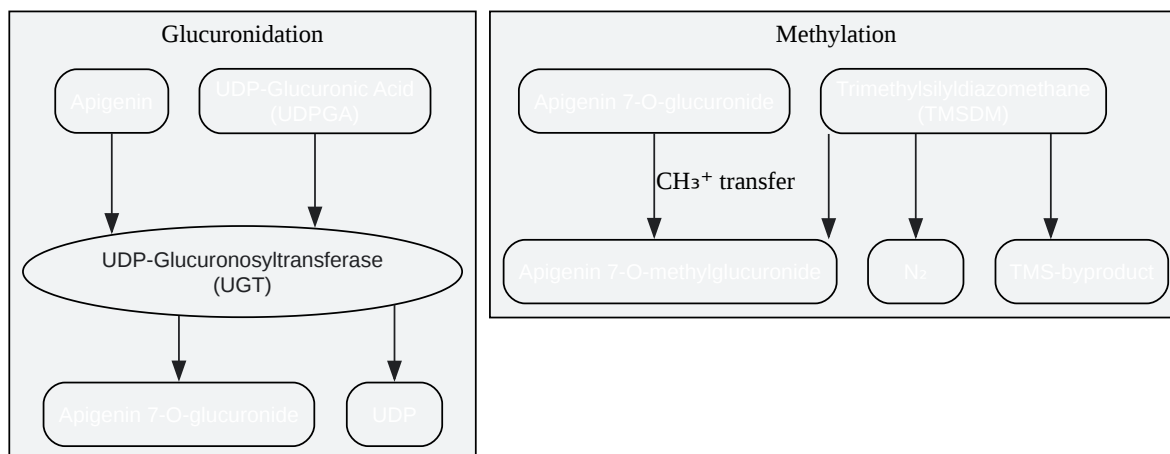 Glucuronidation
Apigenin
UDP-Glucuronic Acid
(UDPGA)
UDP-Glucuronosyltransferase
(UGT)
Apigenin 7-O-glucuronide
UDP
Methylation
Apigenin 7-O-glucuronide
Trimethylsilyldiazomethane
(TMSDM)
CH₃⁺ transfer
Apigenin 7-O-methylglucuronide
N₂
TMS-byproduct